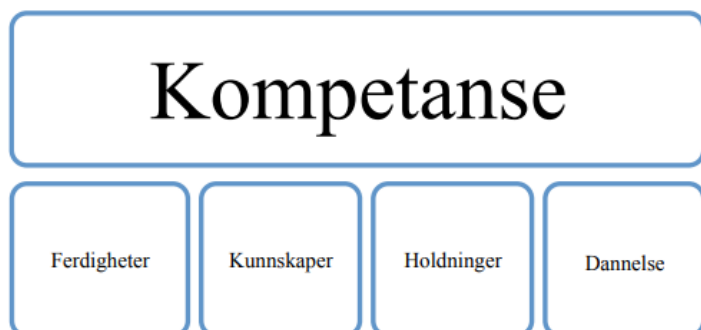 Kompetanse
Ferdigheter
Kunnskaper
Holdninger
Dannelse